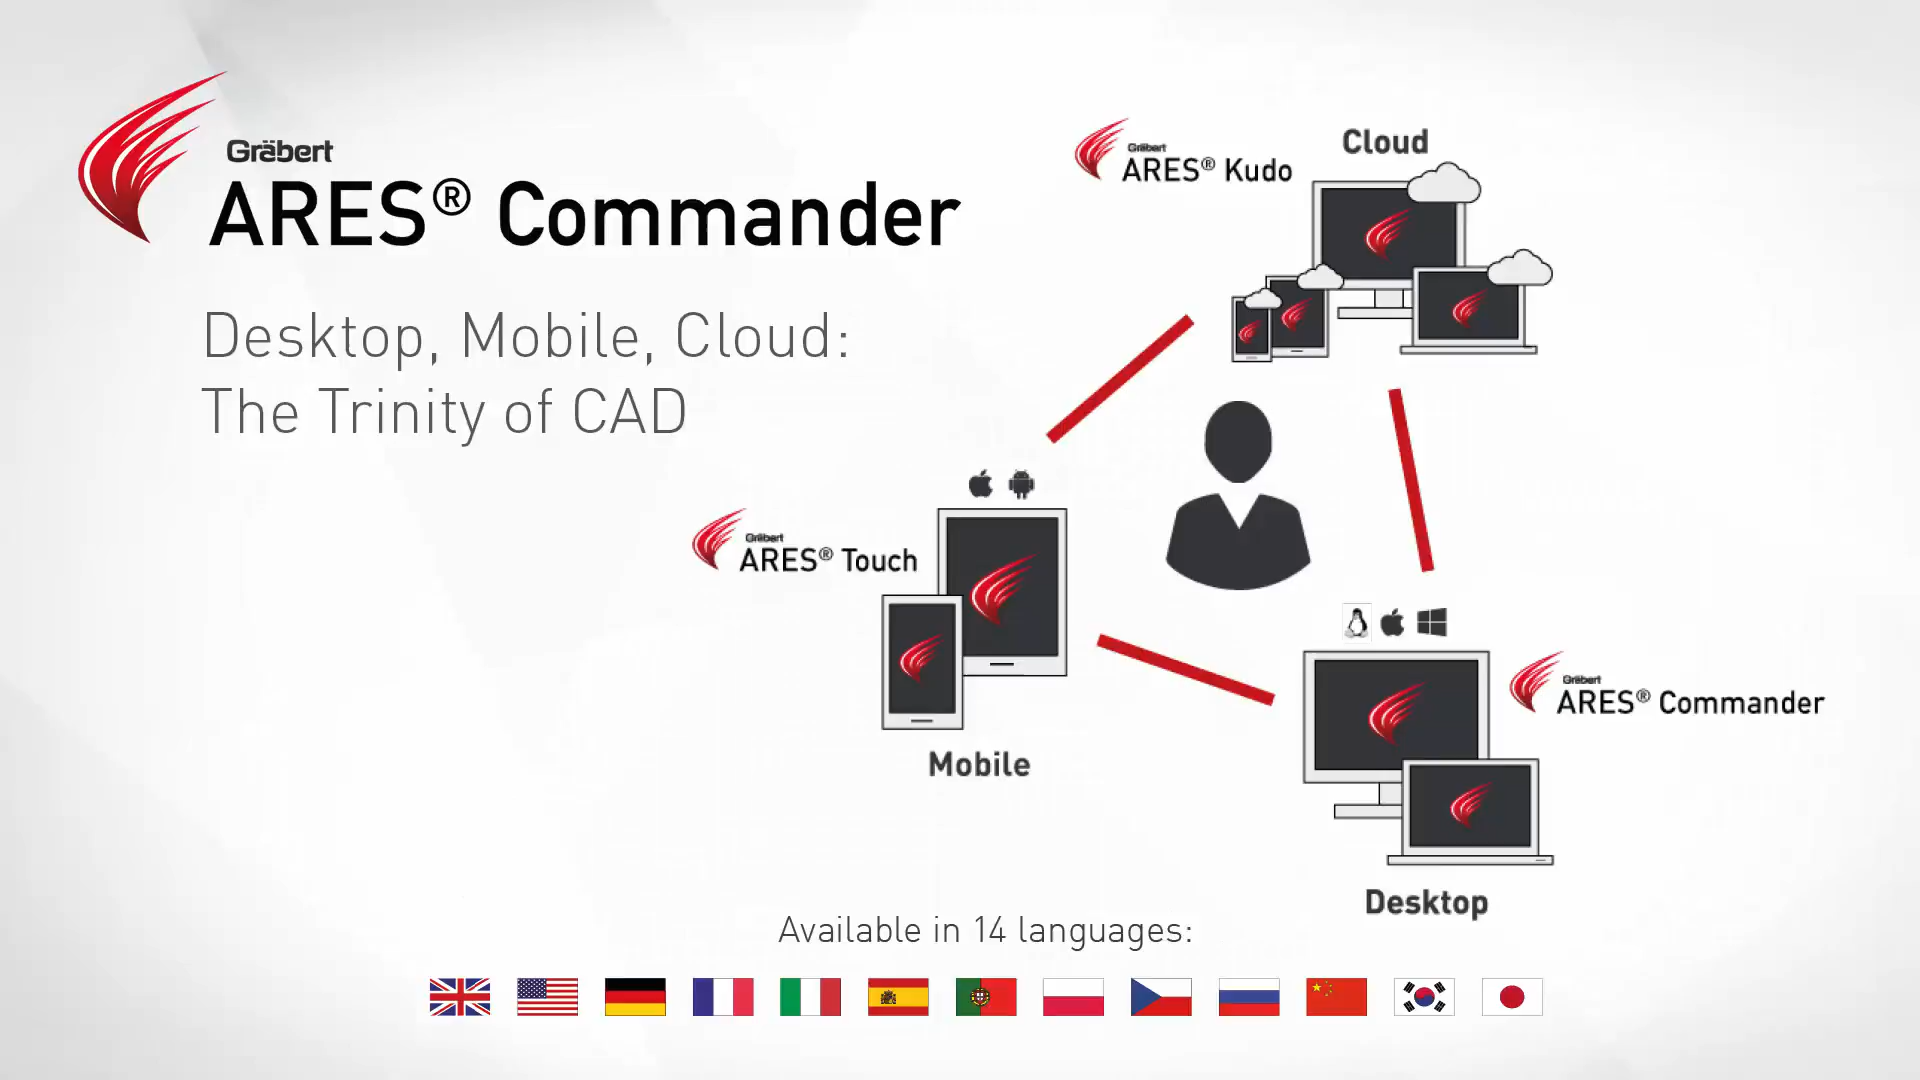 Gräbert
ARES® Commander
Desktop, Mobile, Cloud:
The Trinity of CAD
Cloud
Gräbert
ARES® Kudo
Gräbert
ARES® Touch
Mobile
Gräbert
ARES® Commander
Desktop
Available in 14 languages: